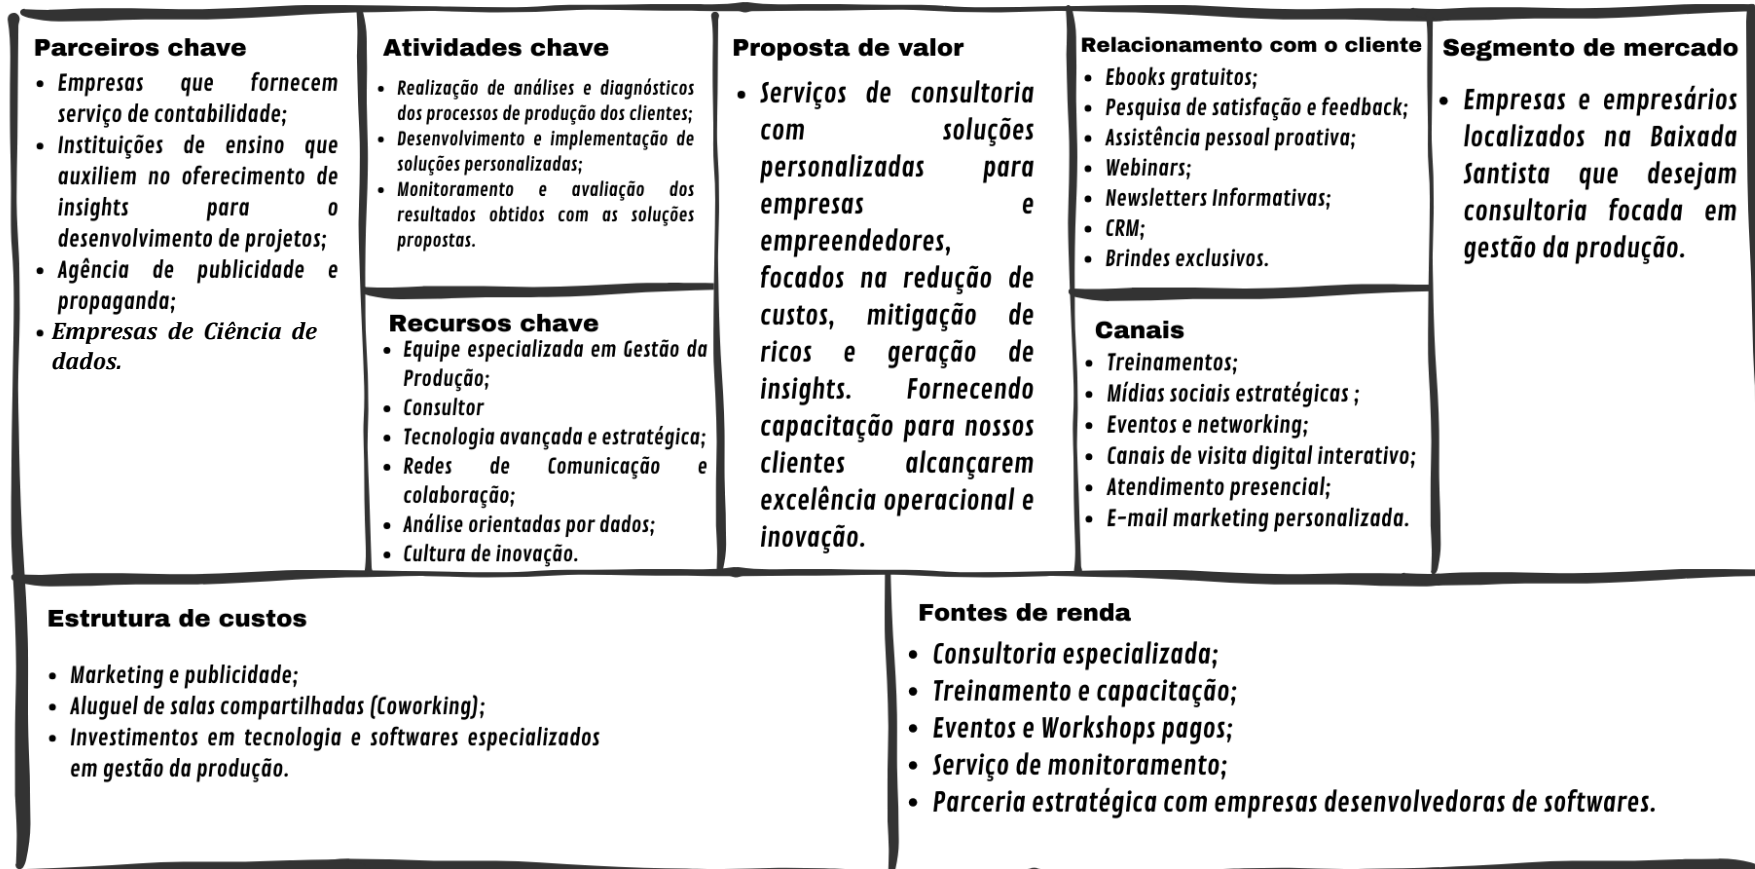 Parceiros chave
• Empresas que fornecem
serviço de contabilidade;
• Instituições de ensino que
auxiliem no oferecimento de
insights para o
desenvolvimento de projetos;
• Agência de publicidade e
propaganda;
• Empresas de Ciência de
dados.
Atividades chave
• Realização de análises e diagnósticos
dos processos de produção dos clientes;
• Desenvolvimento e implementação de
soluções personalizadas;
• Monitoramento e avaliação dos
resultados obtidos com as soluções
propostas.
Recursos chave
• Equipe especializada em Gestão da
Produção;
• Consultor
• Tecnologia avançada e estratégica;
• Redes de Comunicação e
colaboração;
• Análise orientadas por dados;
• Cultura de inovação.
Proposta de valor
• Serviços de consultoria
com soluções
personalizadas para
empresas e
empreendedores,
focados na redução de
custos, mitigação de
ricos e geração de
insights. Fornecendo
capacitação para nossos
clientes alcançarem
excelência operacional e
inovação.
Relacionamento com o cliente
• Ebooks gratuitos;
• Pesquisa de satisfação e feedback;
• Assistência pessoal proativa;
• Webinars;
• Newsletters Informativas;
• CRM;
• Brindes exclusivos.
Canais
• Treinamentos;
• Mídias sociais estratégicas ;
• Eventos e networking;
• Canais de visita digital interativo;
• Atendimento presencial;
• E-mail marketing personalizada.
Segmento de mercado
• Empresas e empresários
localizados na Baixada
Santista que desejam
consultoria focada em
gestão da produção.
Estrutura de custos
• Marketing e publicidade;
• Aluguel de salas compartilhadas (Coworking);
• Investimentos em tecnologia e softwares especializados
em gestão da produção.
Fontes de renda
• Consultoria especializada;
• Treinamento e capacitação;
• Eventos e Workshops pagos;
• Serviço de monitoramento;
• Parceria estratégica com empresas desenvolvedoras de softwares.